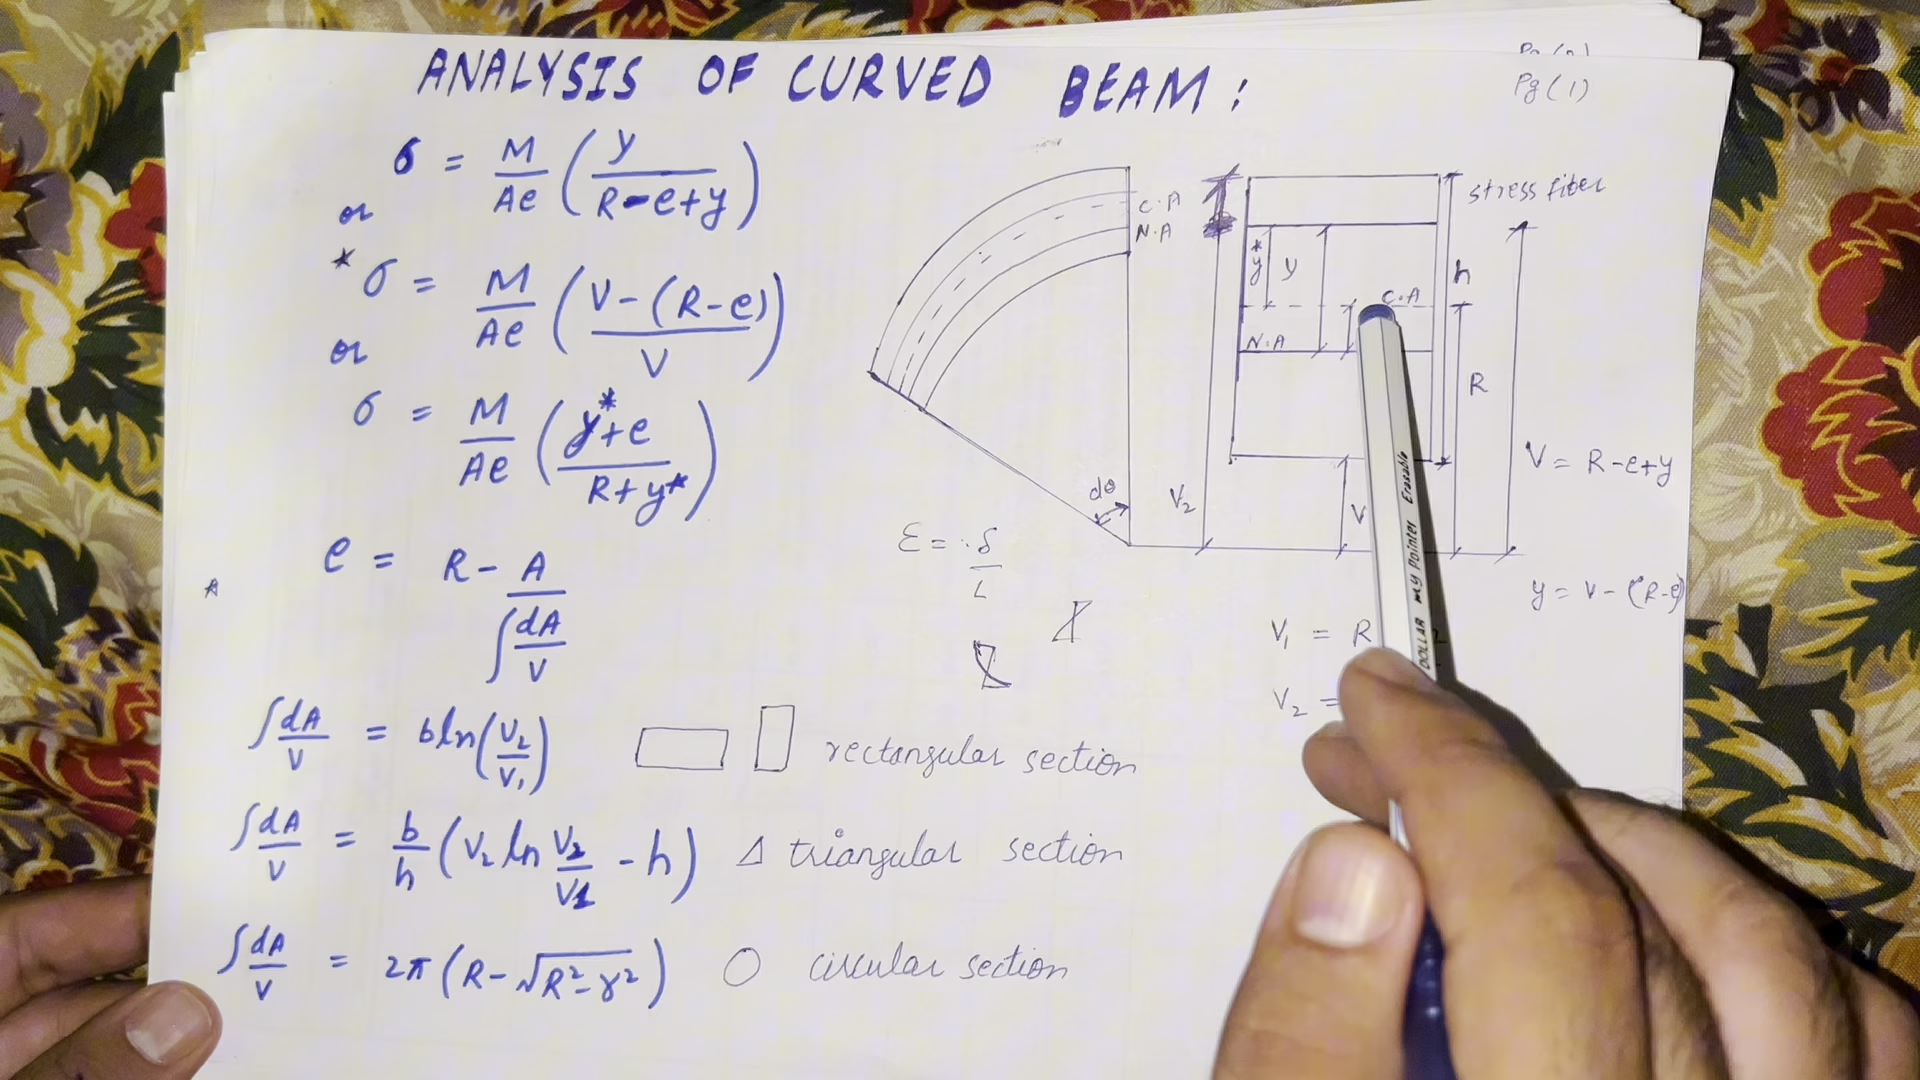 ANALYSIS OF CURVED BEAM :
Pg (1)
σ = M/Ae (y/(R-e+y))
or
* σ = M/Ae ((V-(R-e))/V)
or
σ = M/Ae ((y*+e)/(R+y*))
* e = R - A/(∫dA/V)
∫dA/V = b ln(V₂/V₁) rectangular section
∫dA/V = b/h (V₂ ln V₂/V1 - h) Δ triangular section
∫dA/V = 2π (R-√(R²-r²)) ○ circular section
C.A
N.A
dθ
ε = δ/L
stress fiber
y* y
h
C.A
N.A
R
V₂
V
V = R-e+y
y = V-(R-e)
V₁ = R
V₂ =
DOLLAR my Pointer Erasable